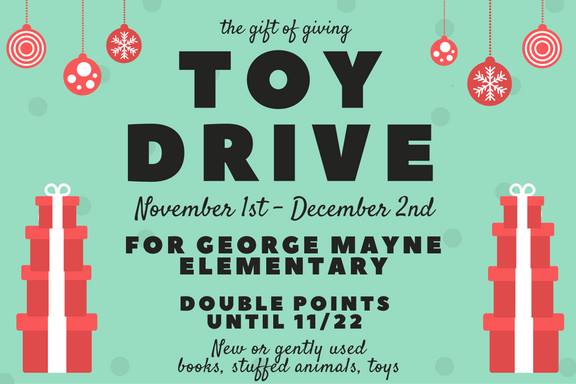 the gift of giving
TOY
DRIVE
November 1st - December 2nd
FOR GEORGE MAYNE
ELEMENTARY
DOUBLE POINTS
UNTIL 11/22
New or gently used
books, stuffed animals, toys